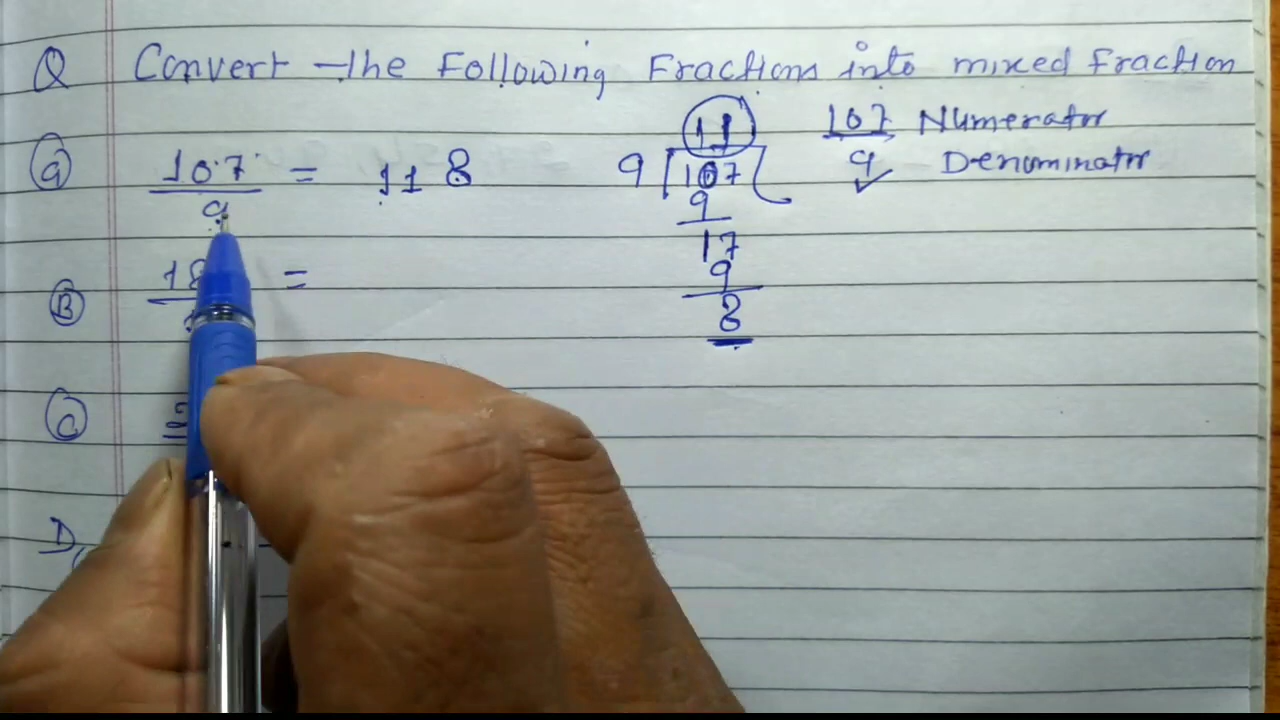 Q Convert the Following Fractions into mixed Fraction
a 107/9 = 11 8
9 ) 107 ( 11
9
17
9
8
107 Numerator
9 Denominator
B =
C
D